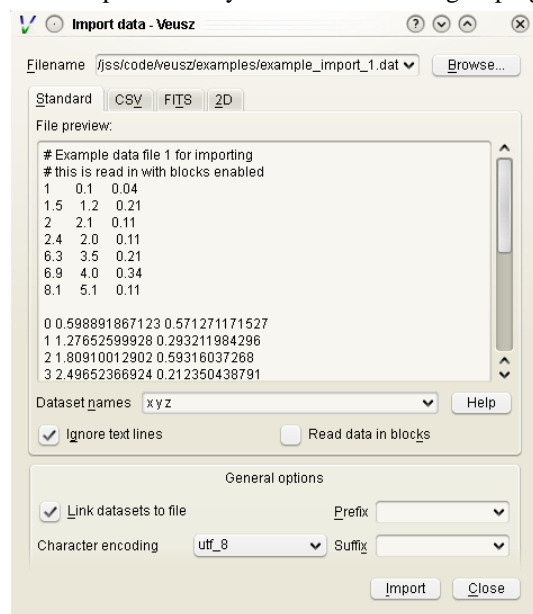 Import data - Veusz
Filename /jss/code/veusz/examples/example_import_1.dat Browse...
Standard CSV FITS 2D
File preview:
# Example data file 1 for importing
# this is read in with blocks enabled
1 0.1 0.04
1.5 1.2 0.21
2 2.1 0.11
2.4 2.0 0.11
6.3 3.5 0.21
6.9 4.0 0.34
8.1 5.1 0.11
0 0.598891867123 0.571271171527
1 1.27652599928 0.293211984296
2 1.80910012902 0.59316037268
3 2.49652366924 0.212350438791
Dataset names x y z Help
Ignore text lines Read data in blocks
General options
Link datasets to file Prefix
Character encoding utf_8 Suffix
Import Close